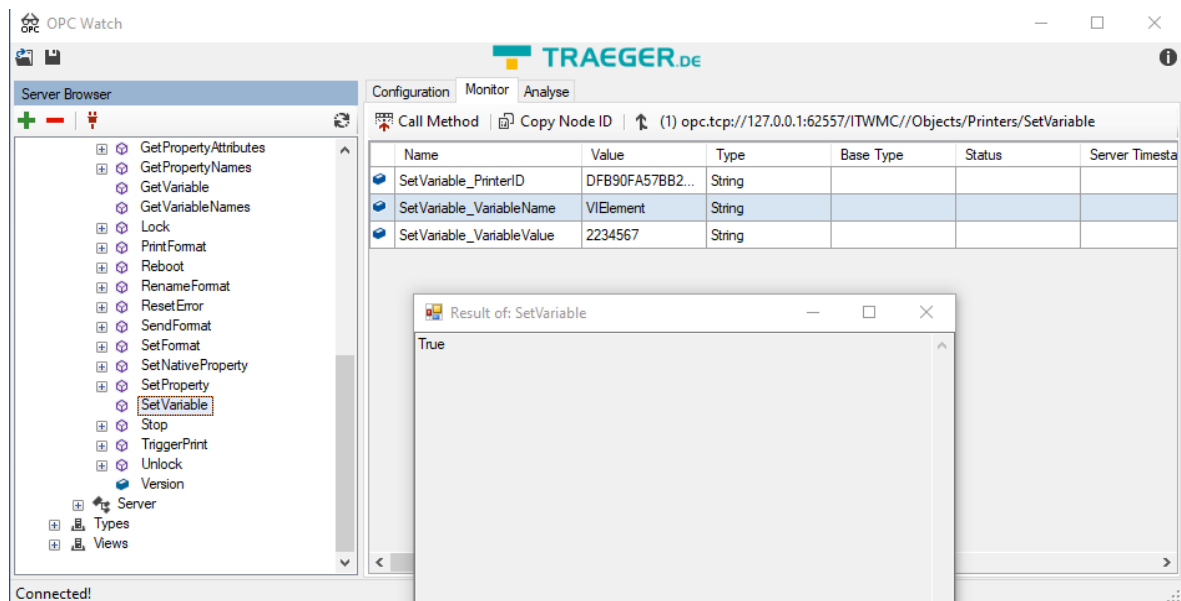 OPC OPC Watch
TRAEGER.DE
Server Browser
Configuration Monitor Analyse
Call Method Copy Node ID (1) opc.tcp://127.0.0.1:62557/ITWMC//Objects/Printers/SetVariable
GetPropertyAttributes
GetPropertyNames
GetVariable
GetVariableNames
Lock
PrintFormat
Reboot
RenameFormat
ResetError
SendFormat
SetFormat
SetNativeProperty
SetProperty
SetVariable
Stop
TriggerPrint
Unlock
Version
Server
Types
Views
Name Value Type Base Type Status Server Timesta
SetVariable_PrinterID DFB90FA57BB2... String
SetVariable_VariableName VIElement String
SetVariable_VariableValue 2234567 String
Result of: SetVariable
True
Connected!